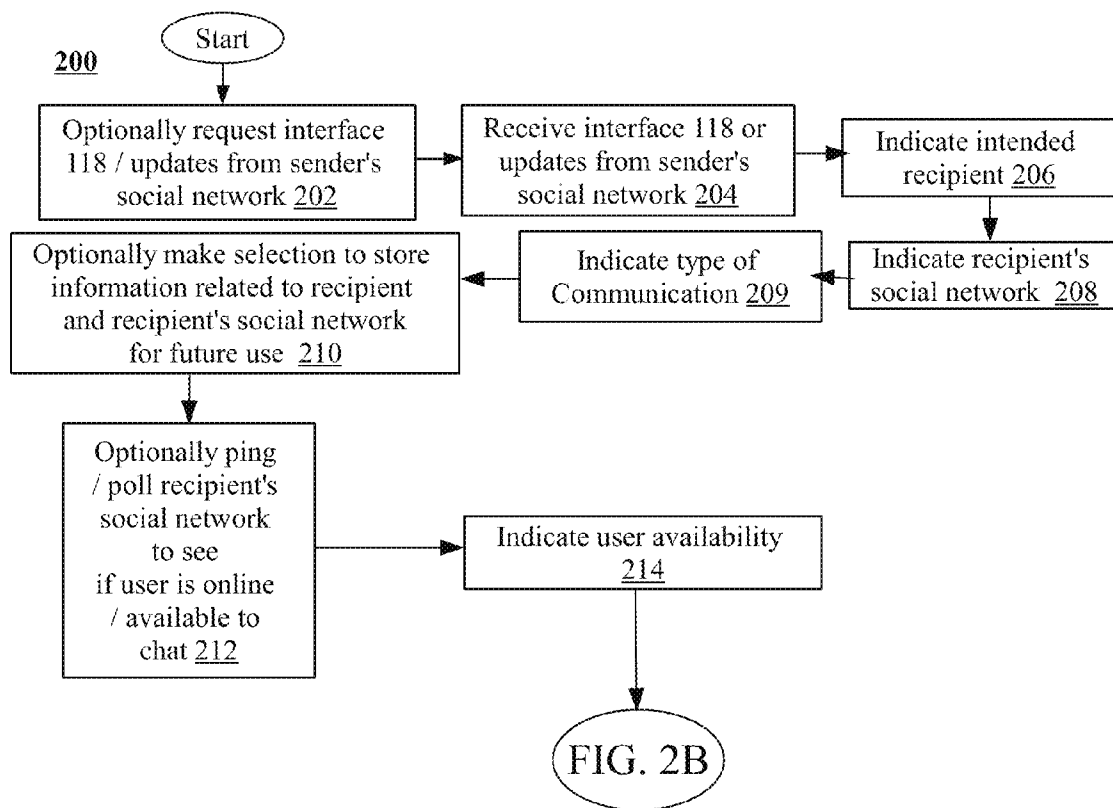 Start
200
Optionally request interface
118 / updates from sender's
social network 202
Receive interface 118 or
updates from sender's
social network 204
Indicate intended
recipient 206
Indicate recipient's
social network 208
Indicate type of
Communication 209
Optionally make selection to store
information related to recipient
and recipient's social network
for future use 210
Optionally ping
/ poll recipient's
social network
to see
if user is online
/ available to
chat 212
Indicate user availability
214
FIG. 2B